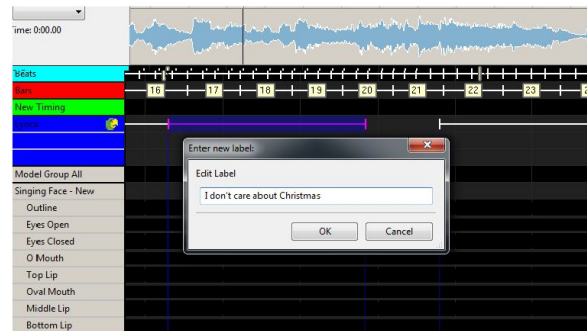 Time: 0:00.00
Beats
Bars
16 17 18 19 20 21 22 23
New Timing
Lyrics
Enter new label:
Edit Label
I don't care about Christmas
OK Cancel
Model Group All
Singing Face - New
Outline
Eyes Open
Eyes Closed
O Mouth
Top Lip
Oval Mouth
Middle Lip
Bottom Lip